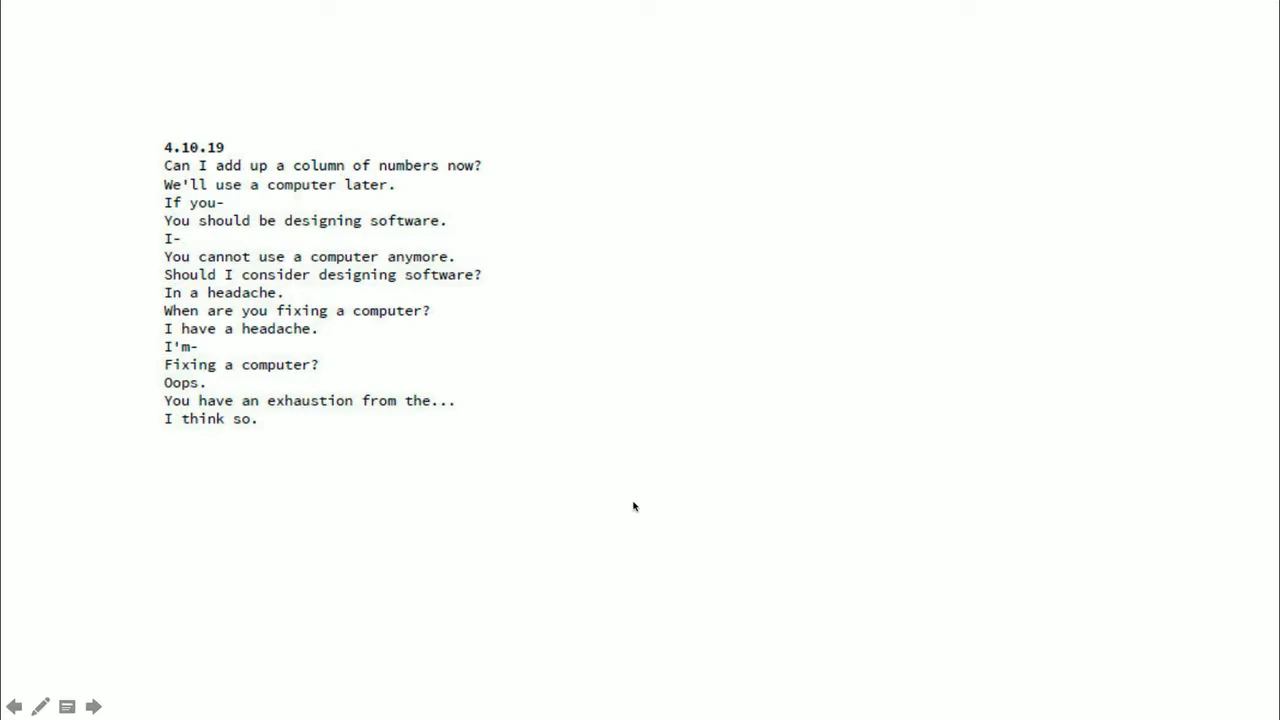 4.10.19
Can I add up a column of numbers now?
We'll use a computer later.
If you-
You should be designing software.
I-
You cannot use a computer anymore.
Should I consider designing software?
In a headache.
When are you fixing a computer?
I have a headache.
I'm-
Fixing a computer?
Oops.
You have an exhaustion from the...
I think so.